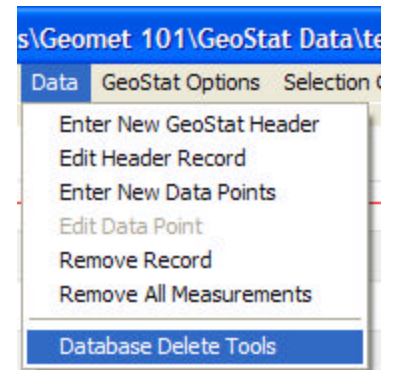 s\Geomet 101\GeoStat Data\te
Data GeoStat Options Selection
Enter New GeoStat Header
Edit Header Record
Enter New Data Points
Edit Data Point
Remove Record
Remove All Measurements
Database Delete Tools